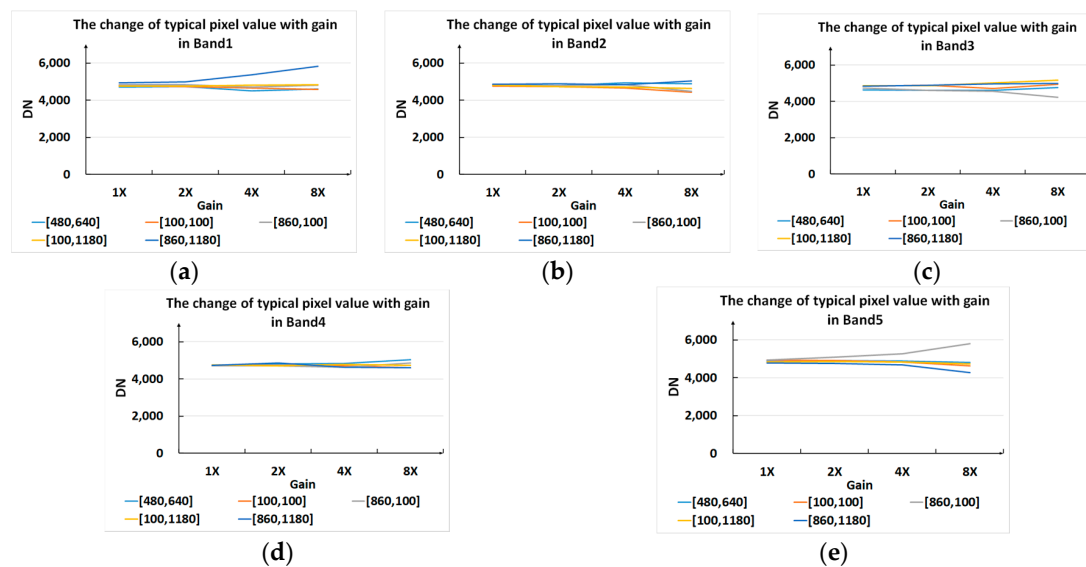 The change of typical pixel value with gain
in Band1
6,000
4,000
2,000
0
DN
1X 2X 4X 8X
Gain
[480,640] [100,100] [860,100]
[100,1180] [860,1180]
(a)
The change of typical pixel value with gain
in Band2
6,000
4,000
2,000
0
DN
1X 2X 4X 8X
Gain
[480,640] [100,100] [860,100]
[100,1180] [860,1180]
(b)
The change of typical pixel value with gain
in Band3
6,000
4,000
2,000
0
DN
1X 2X 4X 8X
Gain
[480,640] [100,100] [860,100]
[100,1180] [860,1180]
(c)
The change of typical pixel value with gain
in Band4
6,000
4,000
2,000
0
DN
1X 2X 4X 8X
Gain
[480,640] [100,100] [860,100]
[100,1180] [860,1180]
(d)
The change of typical pixel value with gain
in Band5
6,000
4,000
2,000
0
DN
1X 2X 4X 8X
Gain
[480,640] [100,100] [860,100]
[100,1180] [860,1180]
(e)